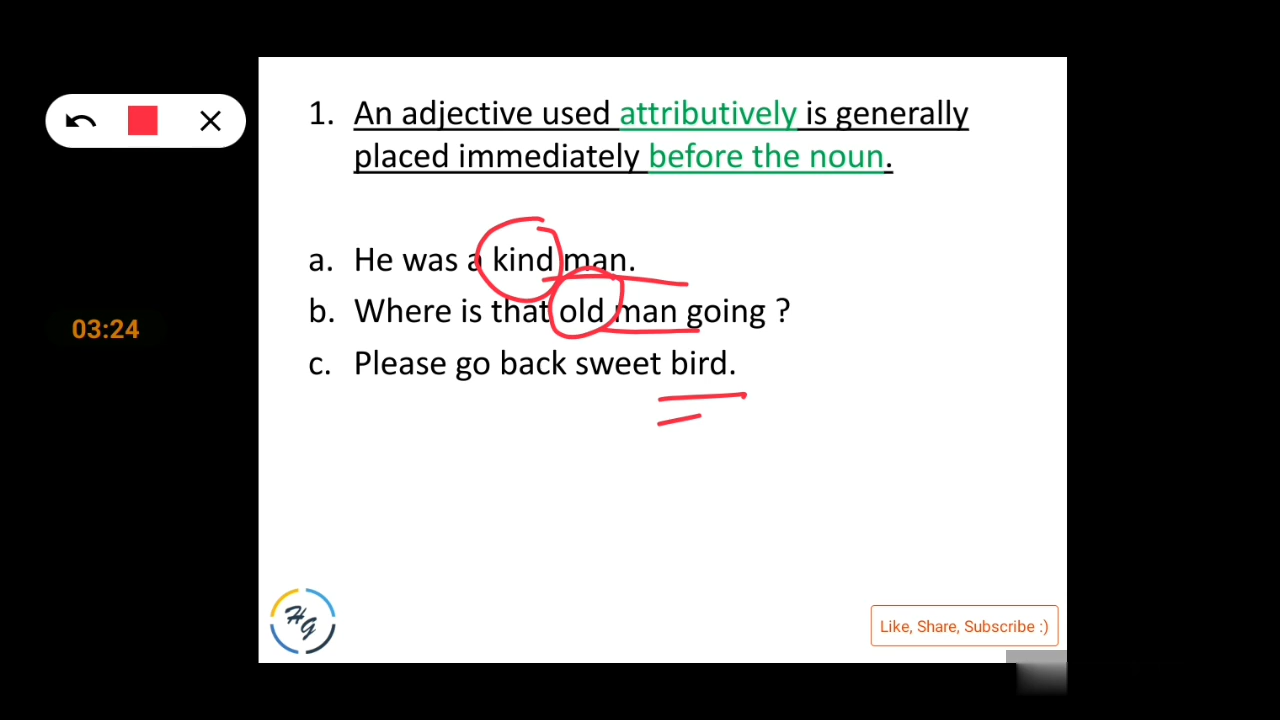 1. An adjective used attributively is generally
placed immediately before the noun.
a. He was a kind man.
b. Where is that old man going ?
c. Please go back sweet bird.
03:24
HG
Like, Share, Subscribe :)